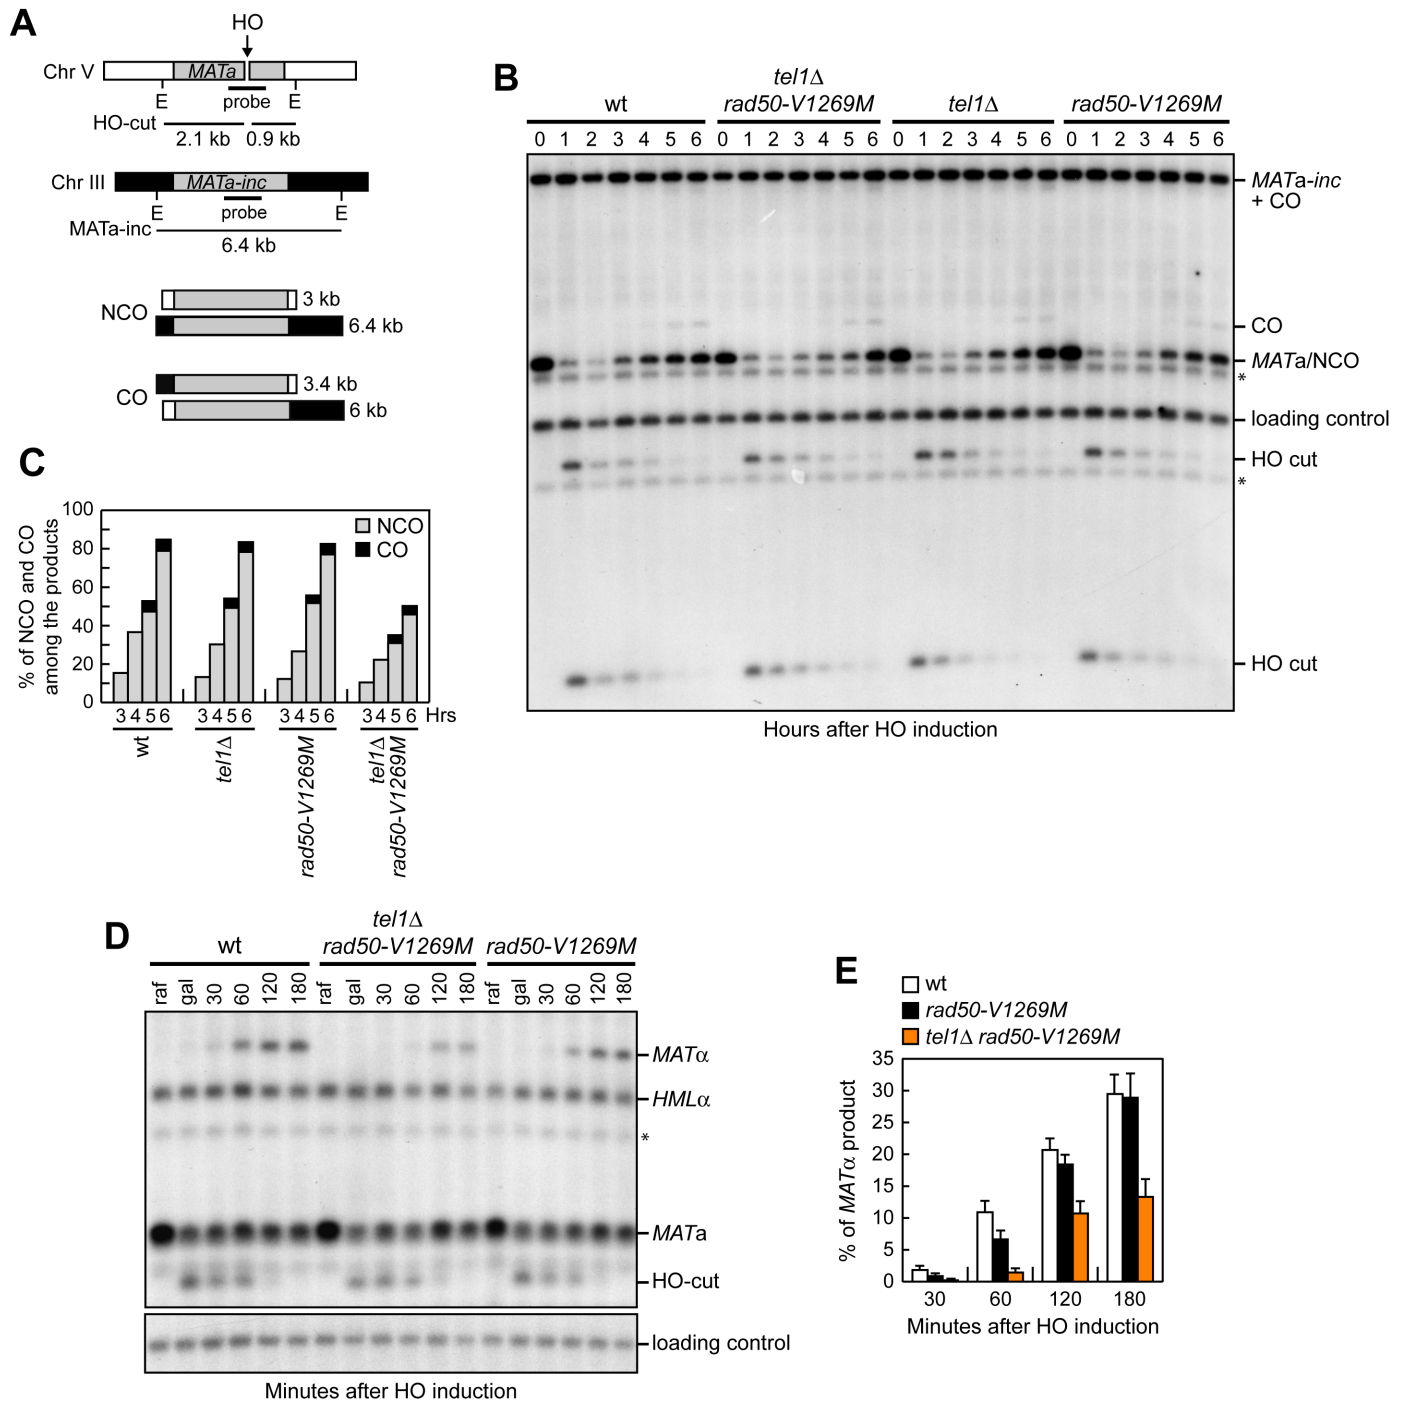 A
HO
Chr V
MATa
E
probe
E
HO-cut
2.1 kb
0.9 kb
Chr III
MATa-inc
E
probe
E
MATa-inc
6.4 kb
NCO
3 kb
6.4 kb
CO
3.4 kb
6 kb
B
wt
tel1Δ
rad50-V1269M
tel1Δ
rad50-V1269M
0 1 2 3 4 5 6 0 1 2 3 4 5 6 0 1 2 3 4 5 6 0 1 2 3 4 5 6
MATa-inc
+ CO
CO
MATa/NCO
*
loading control
HO cut
*
HO cut
Hours after HO induction
C
% of NCO and CO
among the products
100
80
60
40
20
0
NCO
CO
3 4 5 6 3 4 5 6 3 4 5 6 3 4 5 6 Hrs
wt
tel1Δ
rad50-V1269M
tel1Δ
rad50-V1269M
D
wt
tel1Δ
rad50-V1269M
rad50-V1269M
raf gal 30 60 120 180 raf gal 30 60 120 180 raf gal 30 60 120 180
MATα
HMLα
*
MATa
HO-cut
loading control
Minutes after HO induction
E
wt
rad50-V1269M
tel1Δ rad50-V1269M
% of MATα product
35
30
25
20
15
10
5
0
30 60 120 180
Minutes after HO induction